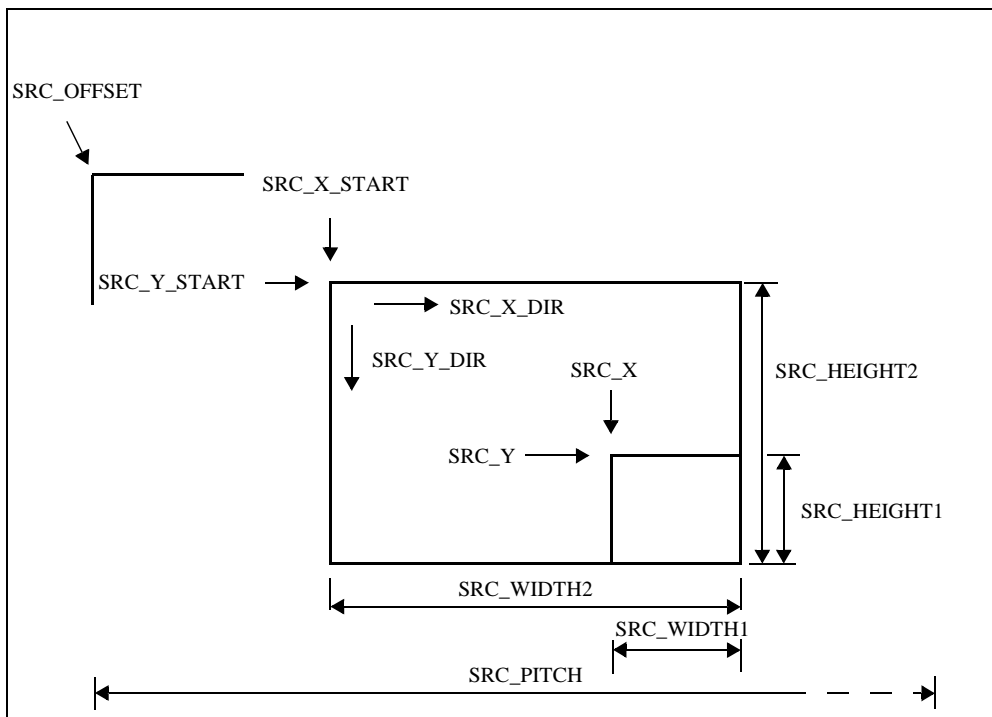 SRC_OFFSET
SRC_X_START
SRC_Y_START
SRC_X_DIR
SRC_Y_DIR
SRC_X
SRC_HEIGHT2
SRC_Y
SRC_HEIGHT1
SRC_WIDTH2
SRC_WIDTH1
SRC_PITCH